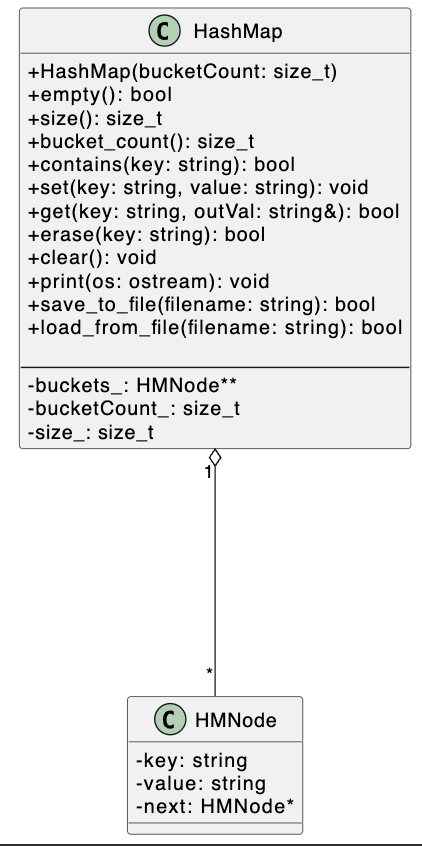 C HashMap
+HashMap(bucketCount: size_t)
+empty(): bool
+size(): size_t
+bucket_count(): size_t
+contains(key: string): bool
+set(key: string, value: string): void
+get(key: string, outVal: string&): bool
+erase(key: string): bool
+clear(): void
+print(os: ostream): void
+save_to_file(filename: string): bool
+load_from_file(filename: string): bool
-buckets_: HMNode**
-bucketCount_: size_t
-size_: size_t
1
*
C HMNode
-key: string
-value: string
-next: HMNode*